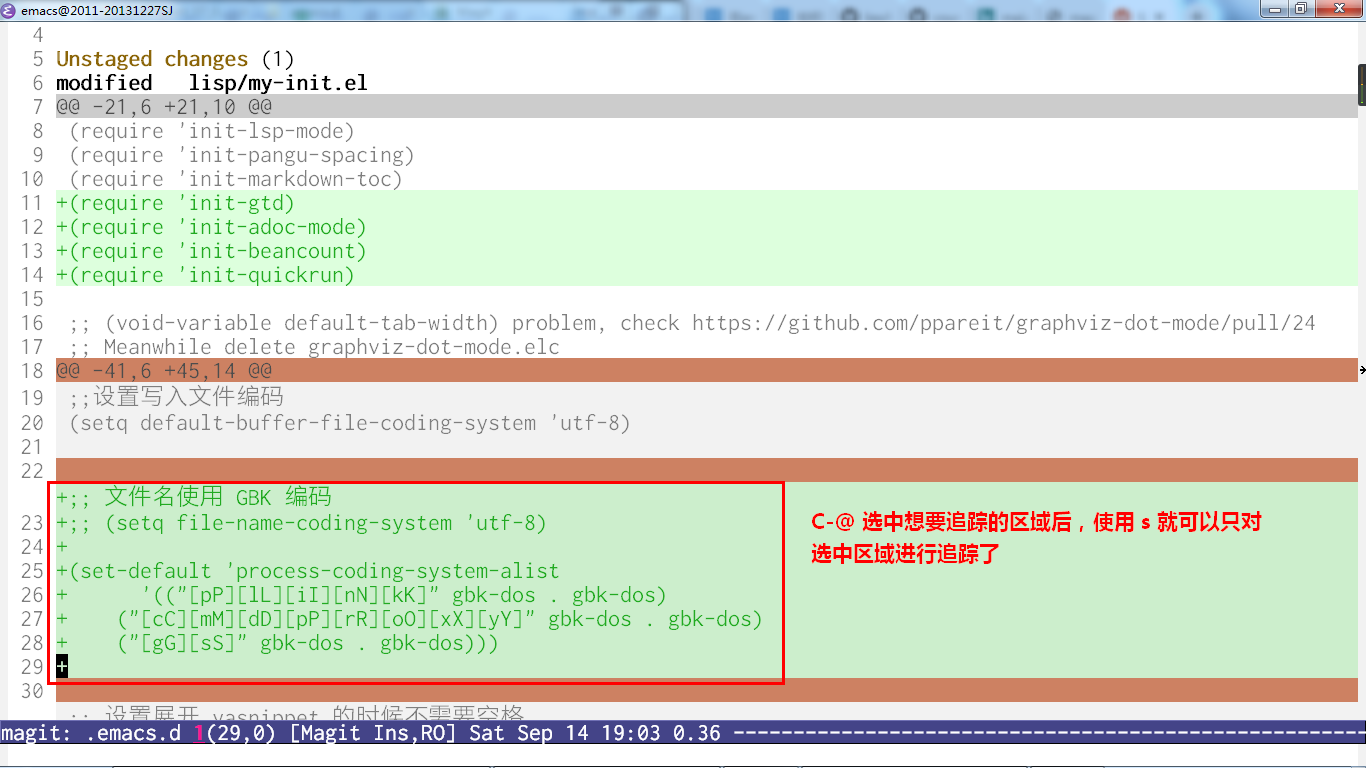 emacs@2011-20131227SJ
4
5 Unstaged changes (1)
6 modified   lisp/my-init.el
7 @@ -21,6 +21,10 @@
8  (require 'init-lsp-mode)
9  (require 'init-pangu-spacing)
10  (require 'init-markdown-toc)
11 +(require 'init-gtd)
12 +(require 'init-adoc-mode)
13 +(require 'init-beancount)
14 +(require 'init-quickrun)
15
16  ;; (void-variable default-tab-width) problem, check https://github.com/ppareit/graphviz-dot-mode/pull/24
17  ;; Meanwhile delete graphviz-dot-mode.elc
18 @@ -41,6 +45,14 @@
19  ;;设置写入文件编码
20  (setq default-buffer-file-coding-system 'utf-8)
21
22
+;; 文件名使用 GBK 编码
23 +;; (setq file-name-coding-system 'utf-8)
24 +
25 +(set-default 'process-coding-system-alist
26 +      '(("[pP][lL][iI][nN][kK]" gbk-dos . gbk-dos)
27 +    ("[cC][mM][dD][pP][rR][oO][xX][yY]" gbk-dos . gbk-dos)
28 +    ("[gG][sS]" gbk-dos . gbk-dos)))
29 +
30
;; 设置展开 yasnippet 的时候不需要空格
C-@ 选中想要追踪的区域后，使用 s 就可以只对
选中区域进行追踪了
magit: .emacs.d 1(29,0) [Magit Ins,RO] Sat Sep 14 19:03 0.36 ----------------------------------------------------